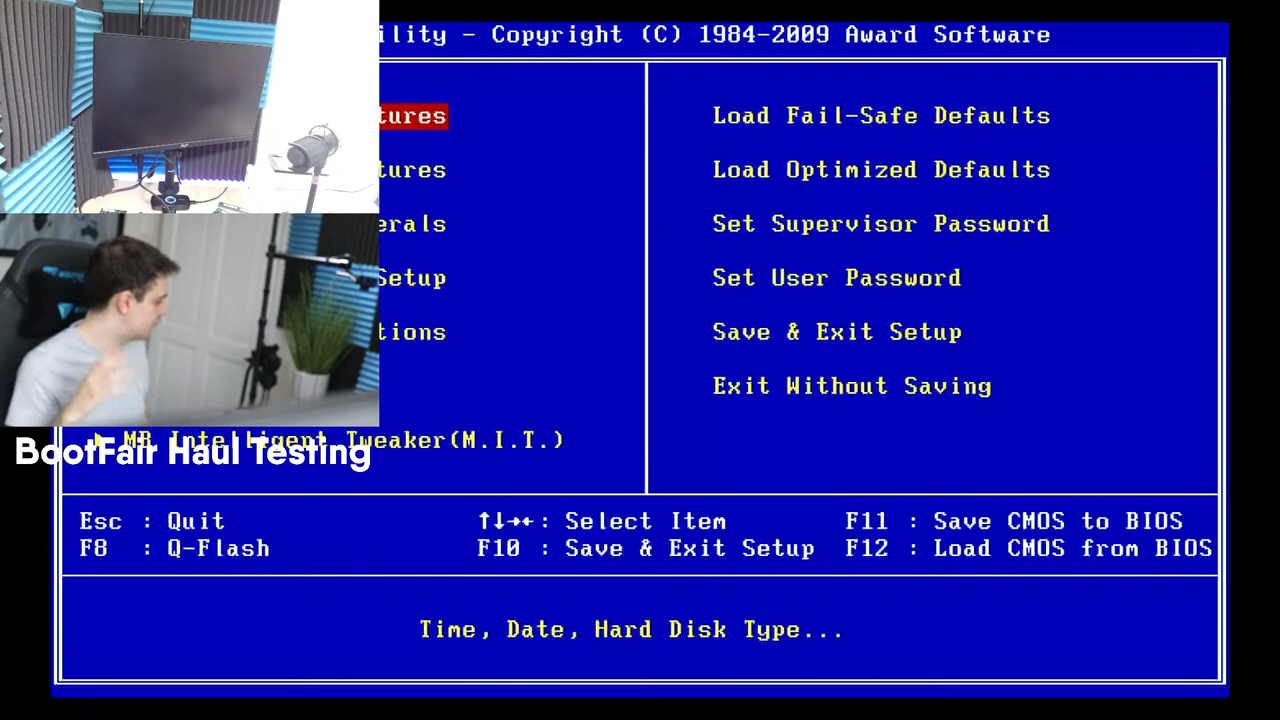 ility - Copyright (C) 1984-2009 Award Software
tures
tures
erals
Setup
tions
MB Intelligent Tweaker(M.I.T.)
Load Fail-Safe Defaults
Load Optimized Defaults
Set Supervisor Password
Set User Password
Save & Exit Setup
Exit Without Saving
BootFair Haul Testing
Esc : Quit
↑↓→←: Select Item
F11 : Save CMOS to BIOS
F8 : Q-Flash
F10 : Save & Exit Setup
F12 : Load CMOS from BIOS
Time, Date, Hard Disk Type...